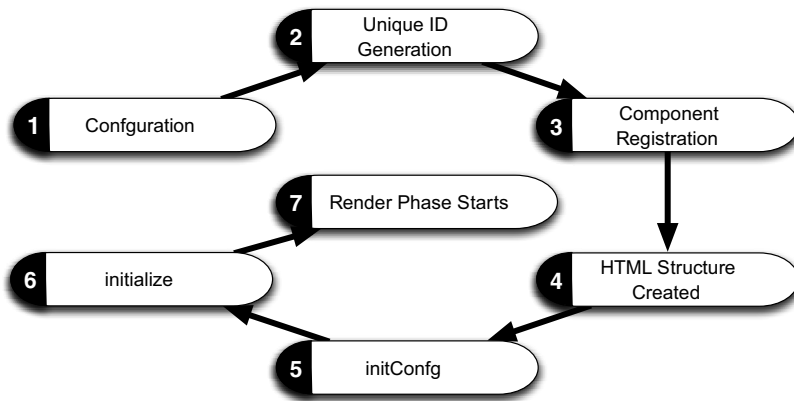 1
Confguration
2
Unique ID
Generation
3
Component
Registration
4
HTML Structure
Created
5
initConfg
6
initialize
7
Render Phase Starts